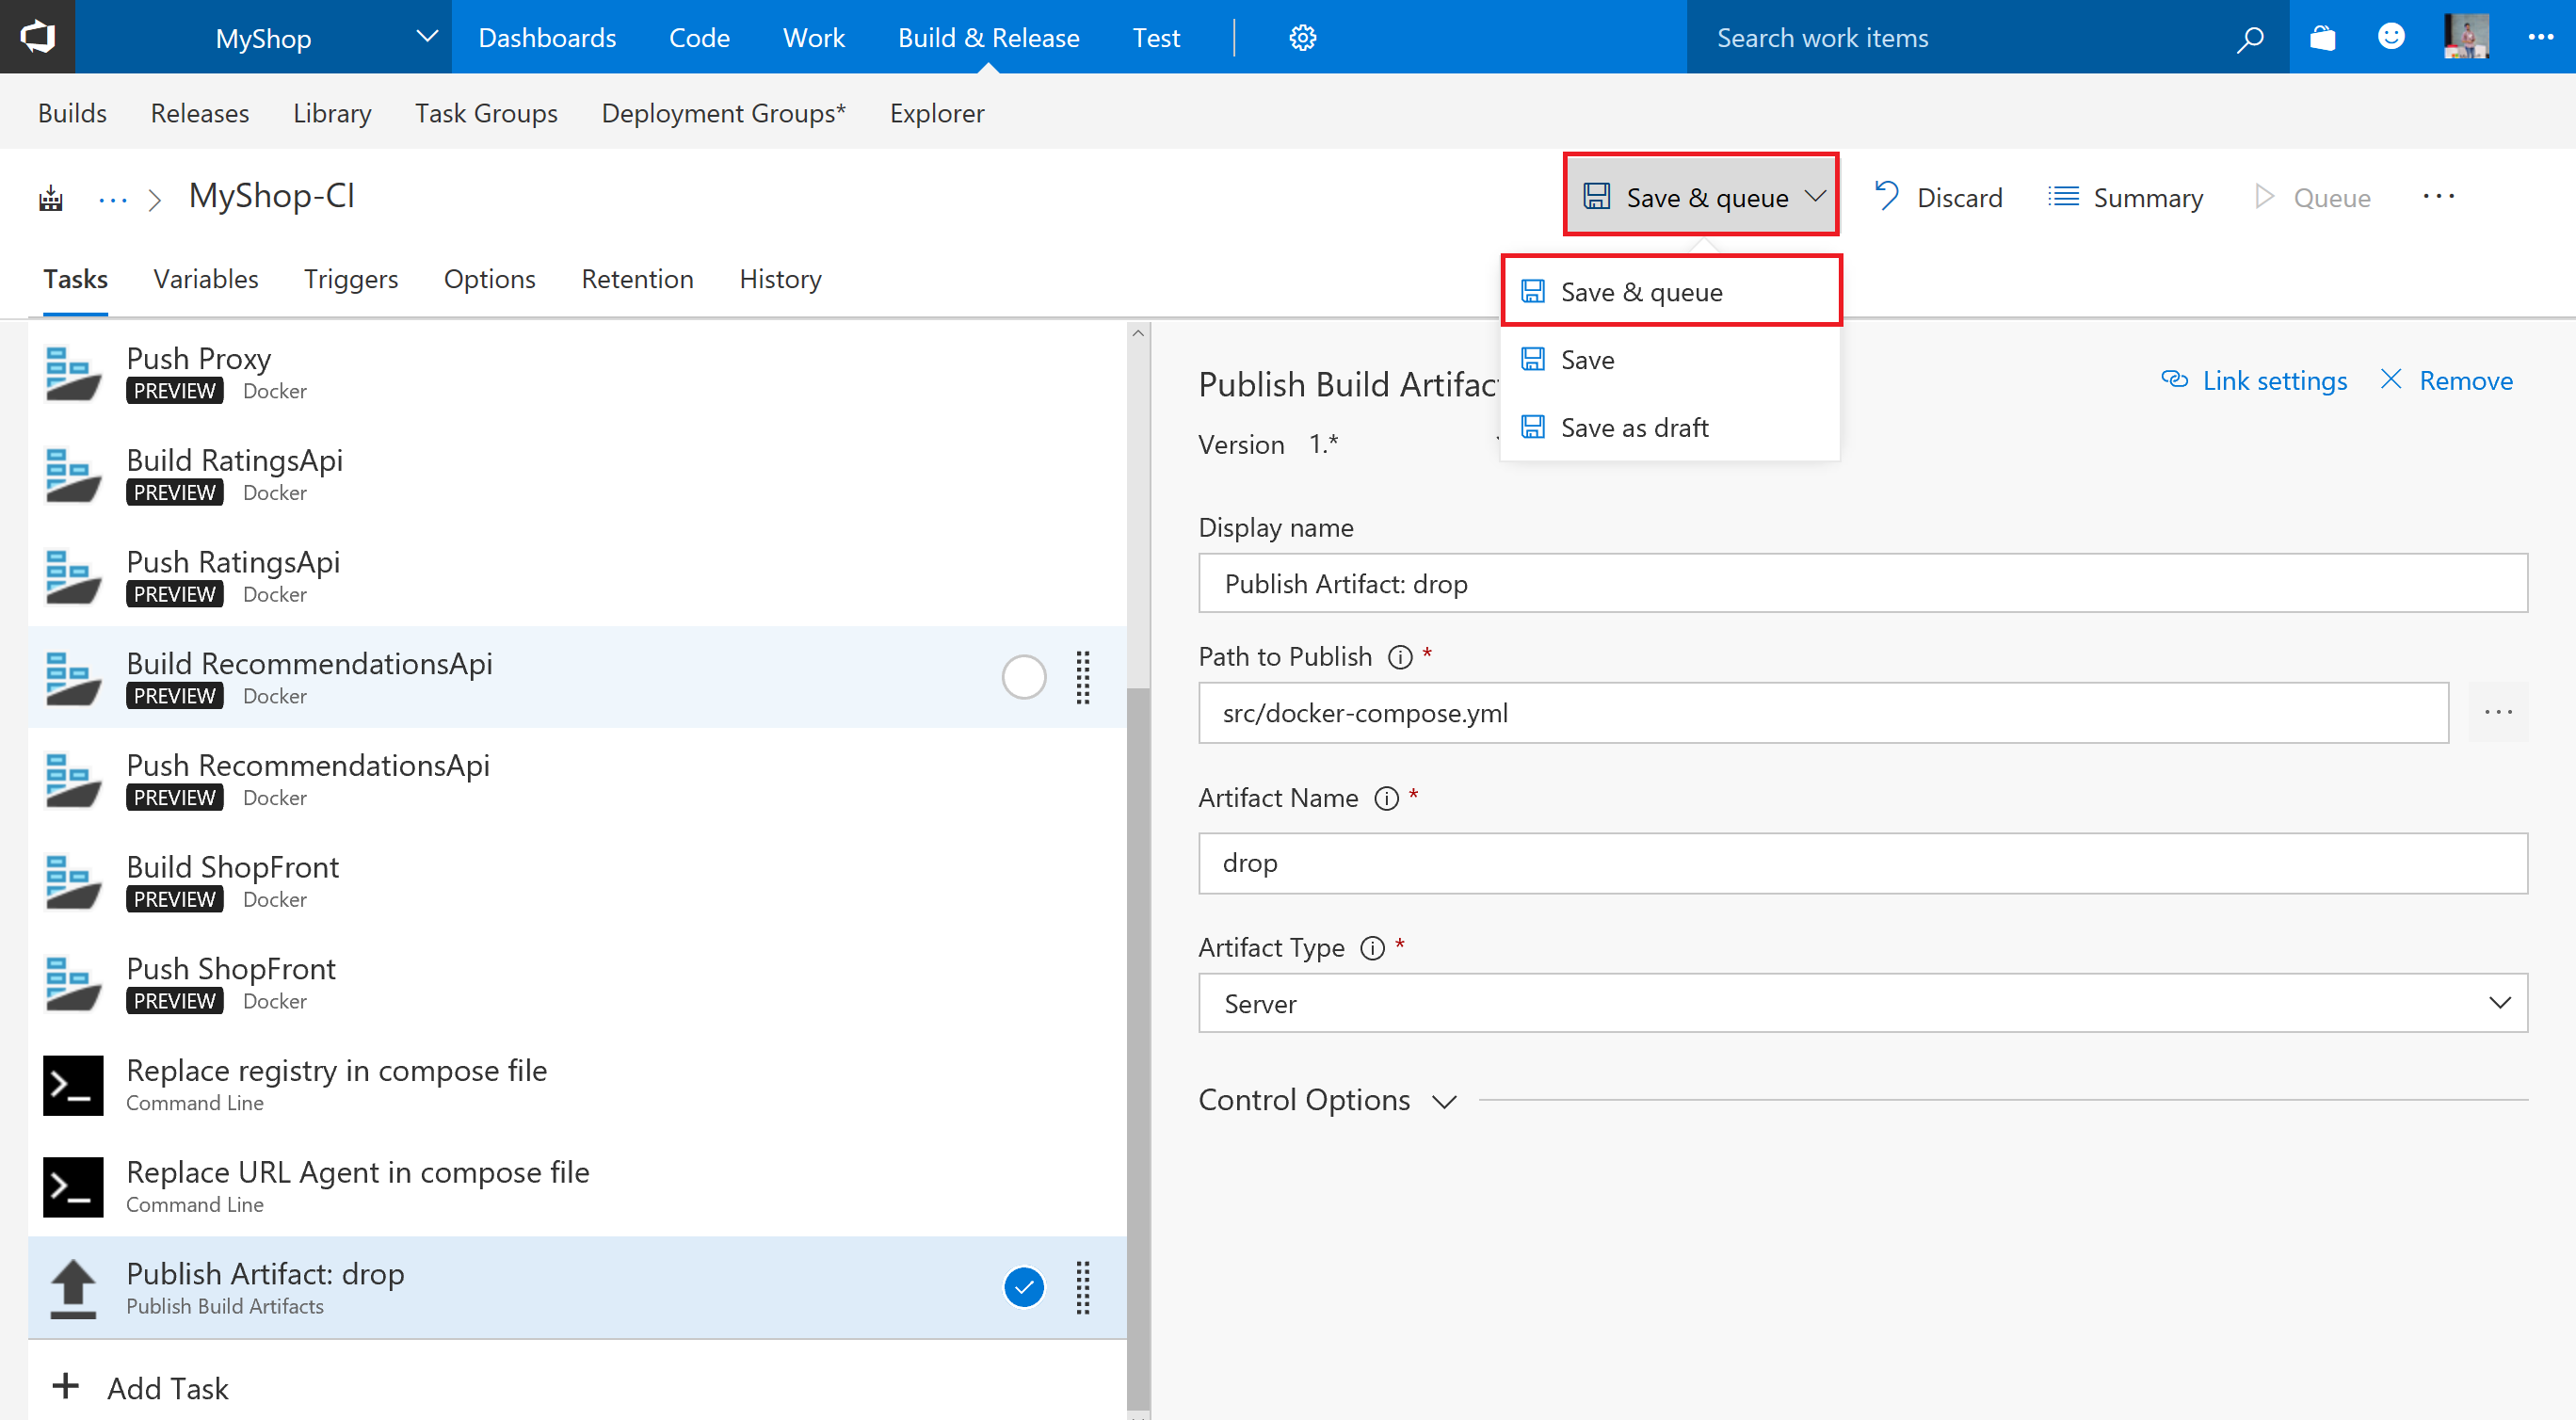 MyShop Dashboards Code Work Build & Release Test Search work items
Builds Releases Library Task Groups Deployment Groups* Explorer
... > MyShop-CI Save & queue Discard Summary Queue ...
Tasks Variables Triggers Options Retention History
Save & queue
Save
Save as draft
Push Proxy
PREVIEW Docker
Build RatingsApi
PREVIEW Docker
Push RatingsApi
PREVIEW Docker
Build RecommendationsApi
PREVIEW Docker
Push RecommendationsApi
PREVIEW Docker
Build ShopFront
PREVIEW Docker
Push ShopFront
PREVIEW Docker
Replace registry in compose file
Command Line
Replace URL Agent in compose file
Command Line
Publish Artifact: drop
Publish Build Artifacts
+ Add Task
Publish Build Artifac Link settings Remove
Version 1.*
Display name
Publish Artifact: drop
Path to Publish *
src/docker-compose.yml ...
Artifact Name *
drop
Artifact Type *
Server
Control Options